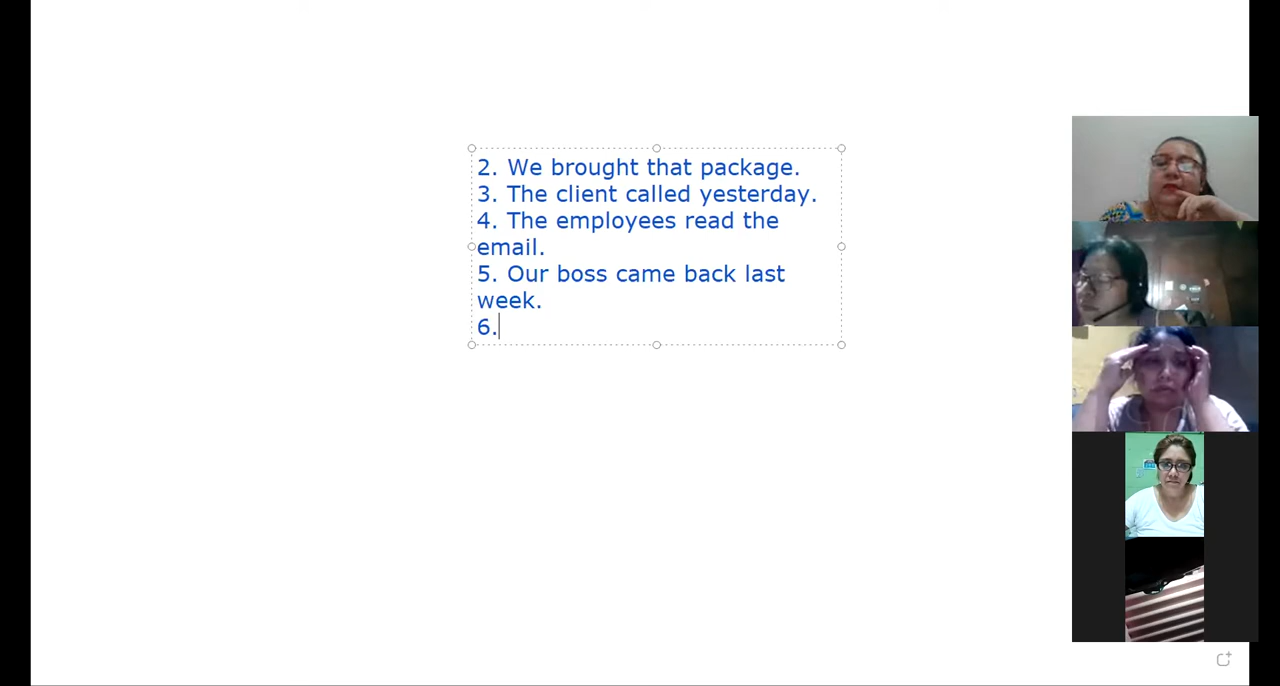 2. We brought that package.
3. The client called yesterday.
4. The employees read the
email.
5. Our boss came back last
week.
6.